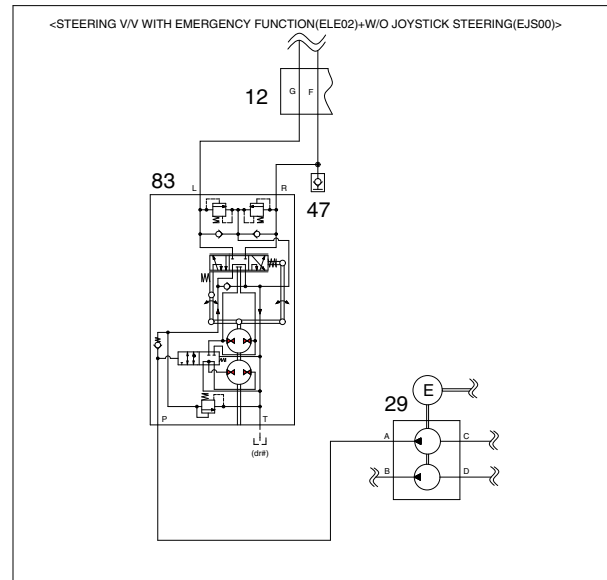 <STEERING V/V WITH EMERGENCY FUNCTION(ELE02)+W/O JOYSTICK STEERING(EJS00)>
12
G F
83
L R
47
P T
(dr#)
E
29
A C
B D